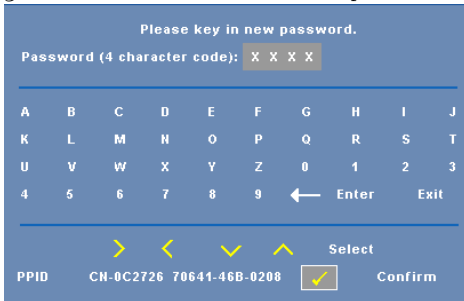 Please key in new password.
Password (4 character code): X X X X
A B C D E F G H I J
K L M N O P Q R S T
U V W X Y Z 0 1 2 3
4 5 6 7 8 9 ← Enter Exit
> < ∨ ∧ Select
PPID CN-0C2726 70641-46B-0208 ✓ Confirm